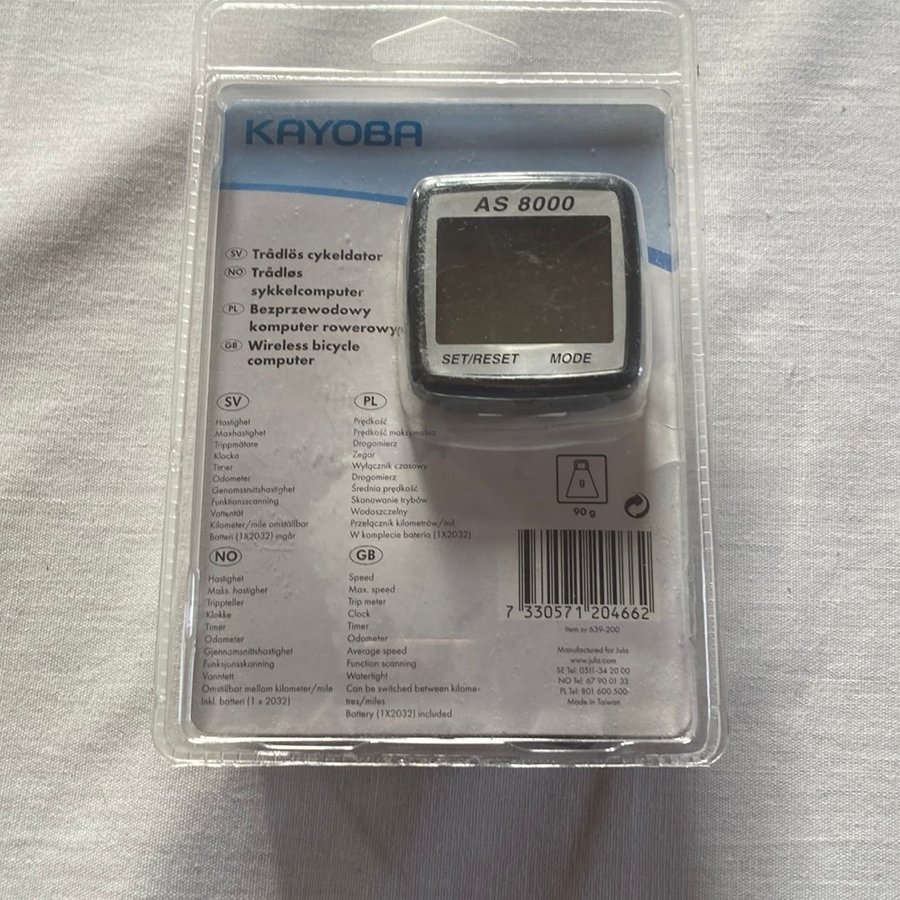 KAYOBA
AS 8000
SET/RESET MODE
SV Trådlös cykeldator
NO Trådløs
sykkelcomputer
PL Bezprzewodowy
komputer rowerowy
GB Wireless bicycle
computer
SV
Hastighet
Maxhastighet
Trippmätare
Klocka
Timer
Odometer
Genomsnittshastighet
Funktionsscanning
Vattentät
Kilometer/mile omställbar
Batteri (1X2032) ingår
PL
Prędkość
Prędkość maksymalna
Drogomierz
Zegar
Wyłącznik czasowy
Drogomierz
Średnia prędkość
Skanowanie trybów
Wodoszczelny
Przełącznik kilometrów/mil
W komplecie bateria (1X2032)
NO
Hastighet
Maks. hastighet
Trippteller
Klokke
Timer
Odometer
Gjennomsnittshastighet
Funksjonsskanning
Vanntett
Omstillbar mellom kilometer/mile
Inkl. batteri (1 x 2032)
GB
Speed
Max. speed
Trip meter
Clock
Timer
Odometer
Average speed
Function scanning
Watertight
Can be switched between kilome-
tres/miles
Battery (1X2032) included
g
90 g
7 330571 204662
Item nr 639-200
Manufactured for Jula
www.jula.com
SE Tel: 0511-34 20 00
NO Tel: 67 90 01 33
PL Tel: 801 600 500
Made in Taiwan